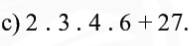 c) 2 . 3 . 4 . 6 + 27.